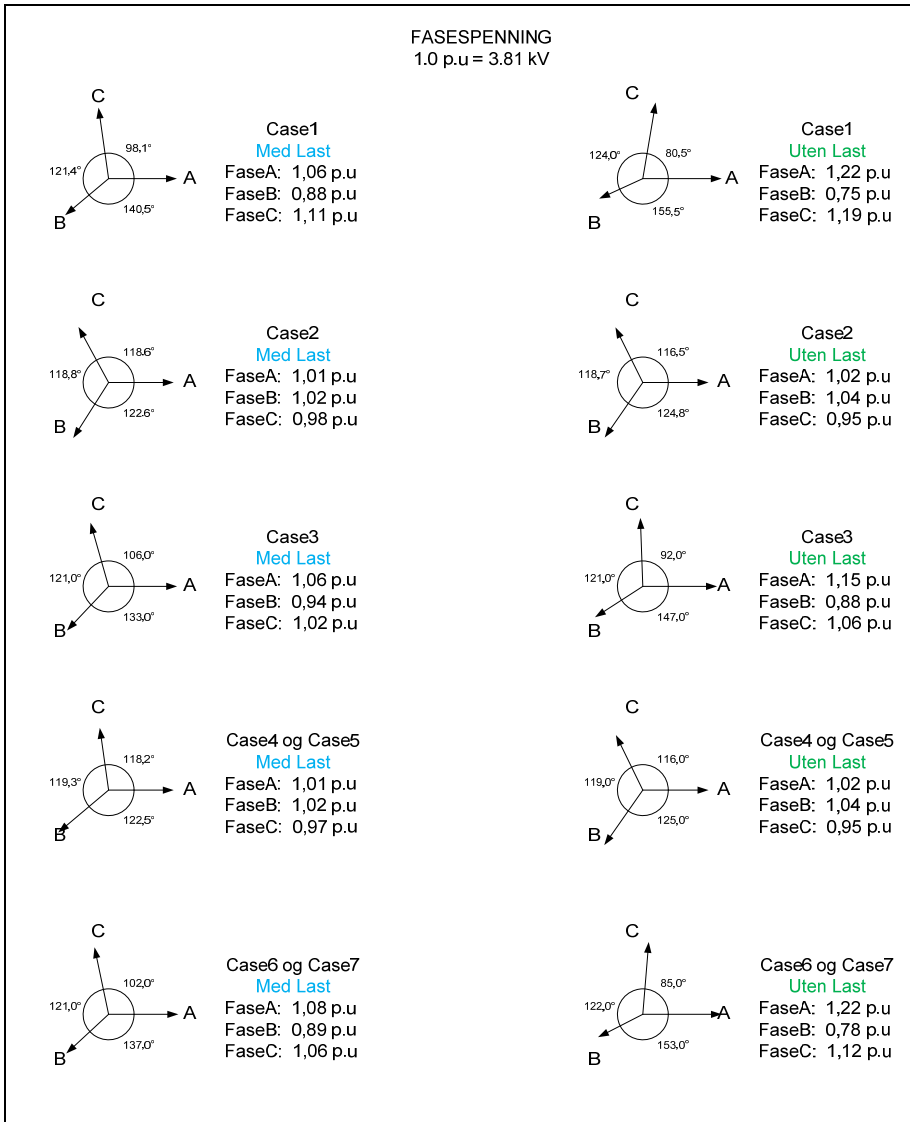 FASESPENNING
1.0 p.u = 3.81 kV
C
98,1°
121,4°
A
B
140,5°
Case1
Med Last
FaseA: 1,06 p.u
FaseB: 0,88 p.u
FaseC: 1,11 p.u
C
124,0°
80,5°
A
B
155,5°
Case1
Uten Last
FaseA: 1,22 p.u
FaseB: 0,75 p.u
FaseC: 1,19 p.u
C
118,6°
118,8°
A
B
122,6°
Case2
Med Last
FaseA: 1,01 p.u
FaseB: 1,02 p.u
FaseC: 0,98 p.u
C
116,5°
118,7°
A
B
124,8°
Case2
Uten Last
FaseA: 1,02 p.u
FaseB: 1,04 p.u
FaseC: 0,95 p.u
C
106,0°
121,0°
A
B
133,0°
Case3
Med Last
FaseA: 1,06 p.u
FaseB: 0,94 p.u
FaseC: 1,02 p.u
C
92,0°
121,0°
A
B
147,0°
Case3
Uten Last
FaseA: 1,15 p.u
FaseB: 0,88 p.u
FaseC: 1,06 p.u
C
118,2°
119,3°
A
B
122,5°
Case4 og Case5
Med Last
FaseA: 1,01 p.u
FaseB: 1,02 p.u
FaseC: 0,97 p.u
C
116,0°
119,0°
A
B
125,0°
Case4 og Case5
Uten Last
FaseA: 1,02 p.u
FaseB: 1,04 p.u
FaseC: 0,95 p.u
C
102,0°
121,0°
A
B
137,0°
Case6 og Case7
Med Last
FaseA: 1,08 p.u
FaseB: 0,89 p.u
FaseC: 1,06 p.u
C
85,0°
122,0°
A
B
153,0°
Case6 og Case7
Uten Last
FaseA: 1,22 p.u
FaseB: 0,78 p.u
FaseC: 1,12 p.u